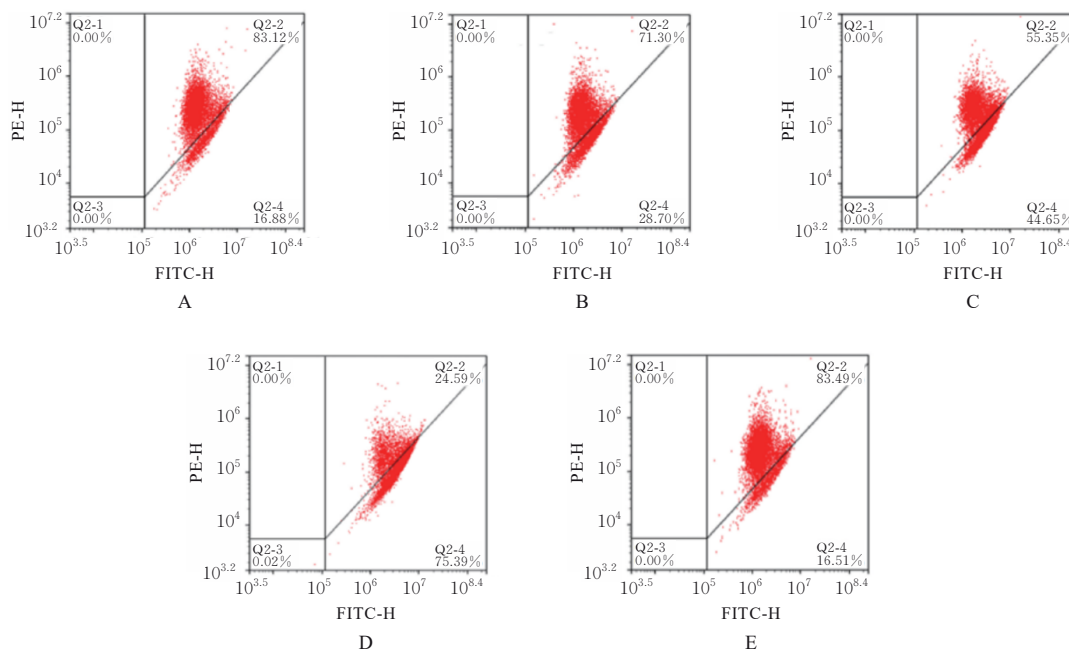 10^7.2
Q2-1
0.00%
Q2-2
83.12%
10^6
10^5
10^4
10^3.2
PE-H
Q2-3
0.00%
Q2-4
16.88%
10^3.5 10^5 10^6 10^7 10^8.4
FITC-H
A
10^7.2
Q2-1
0.00%
Q2-2
71.30%
10^6
10^5
10^4
10^3.2
PE-H
Q2-3
0.00%
Q2-4
28.70%
10^3.5 10^5 10^6 10^7 10^8.4
FITC-H
B
10^7.2
Q2-1
0.00%
Q2-2
55.35%
10^6
10^5
10^4
10^3.2
PE-H
Q2-3
0.00%
Q2-4
44.65%
10^3.5 10^5 10^6 10^7 10^8.4
FITC-H
C
10^7.2
Q2-1
0.00%
Q2-2
24.59%
10^6
10^5
10^4
10^3.2
PE-H
Q2-3
0.02%
Q2-4
75.39%
10^3.5 10^5 10^6 10^7 10^8.4
FITC-H
D
10^7.2
Q2-1
0.00%
Q2-2
83.49%
10^6
10^5
10^4
10^3.2
PE-H
Q2-3
0.00%
Q2-4
16.51%
10^3.5 10^5 10^6 10^7 10^8.4
FITC-H
E